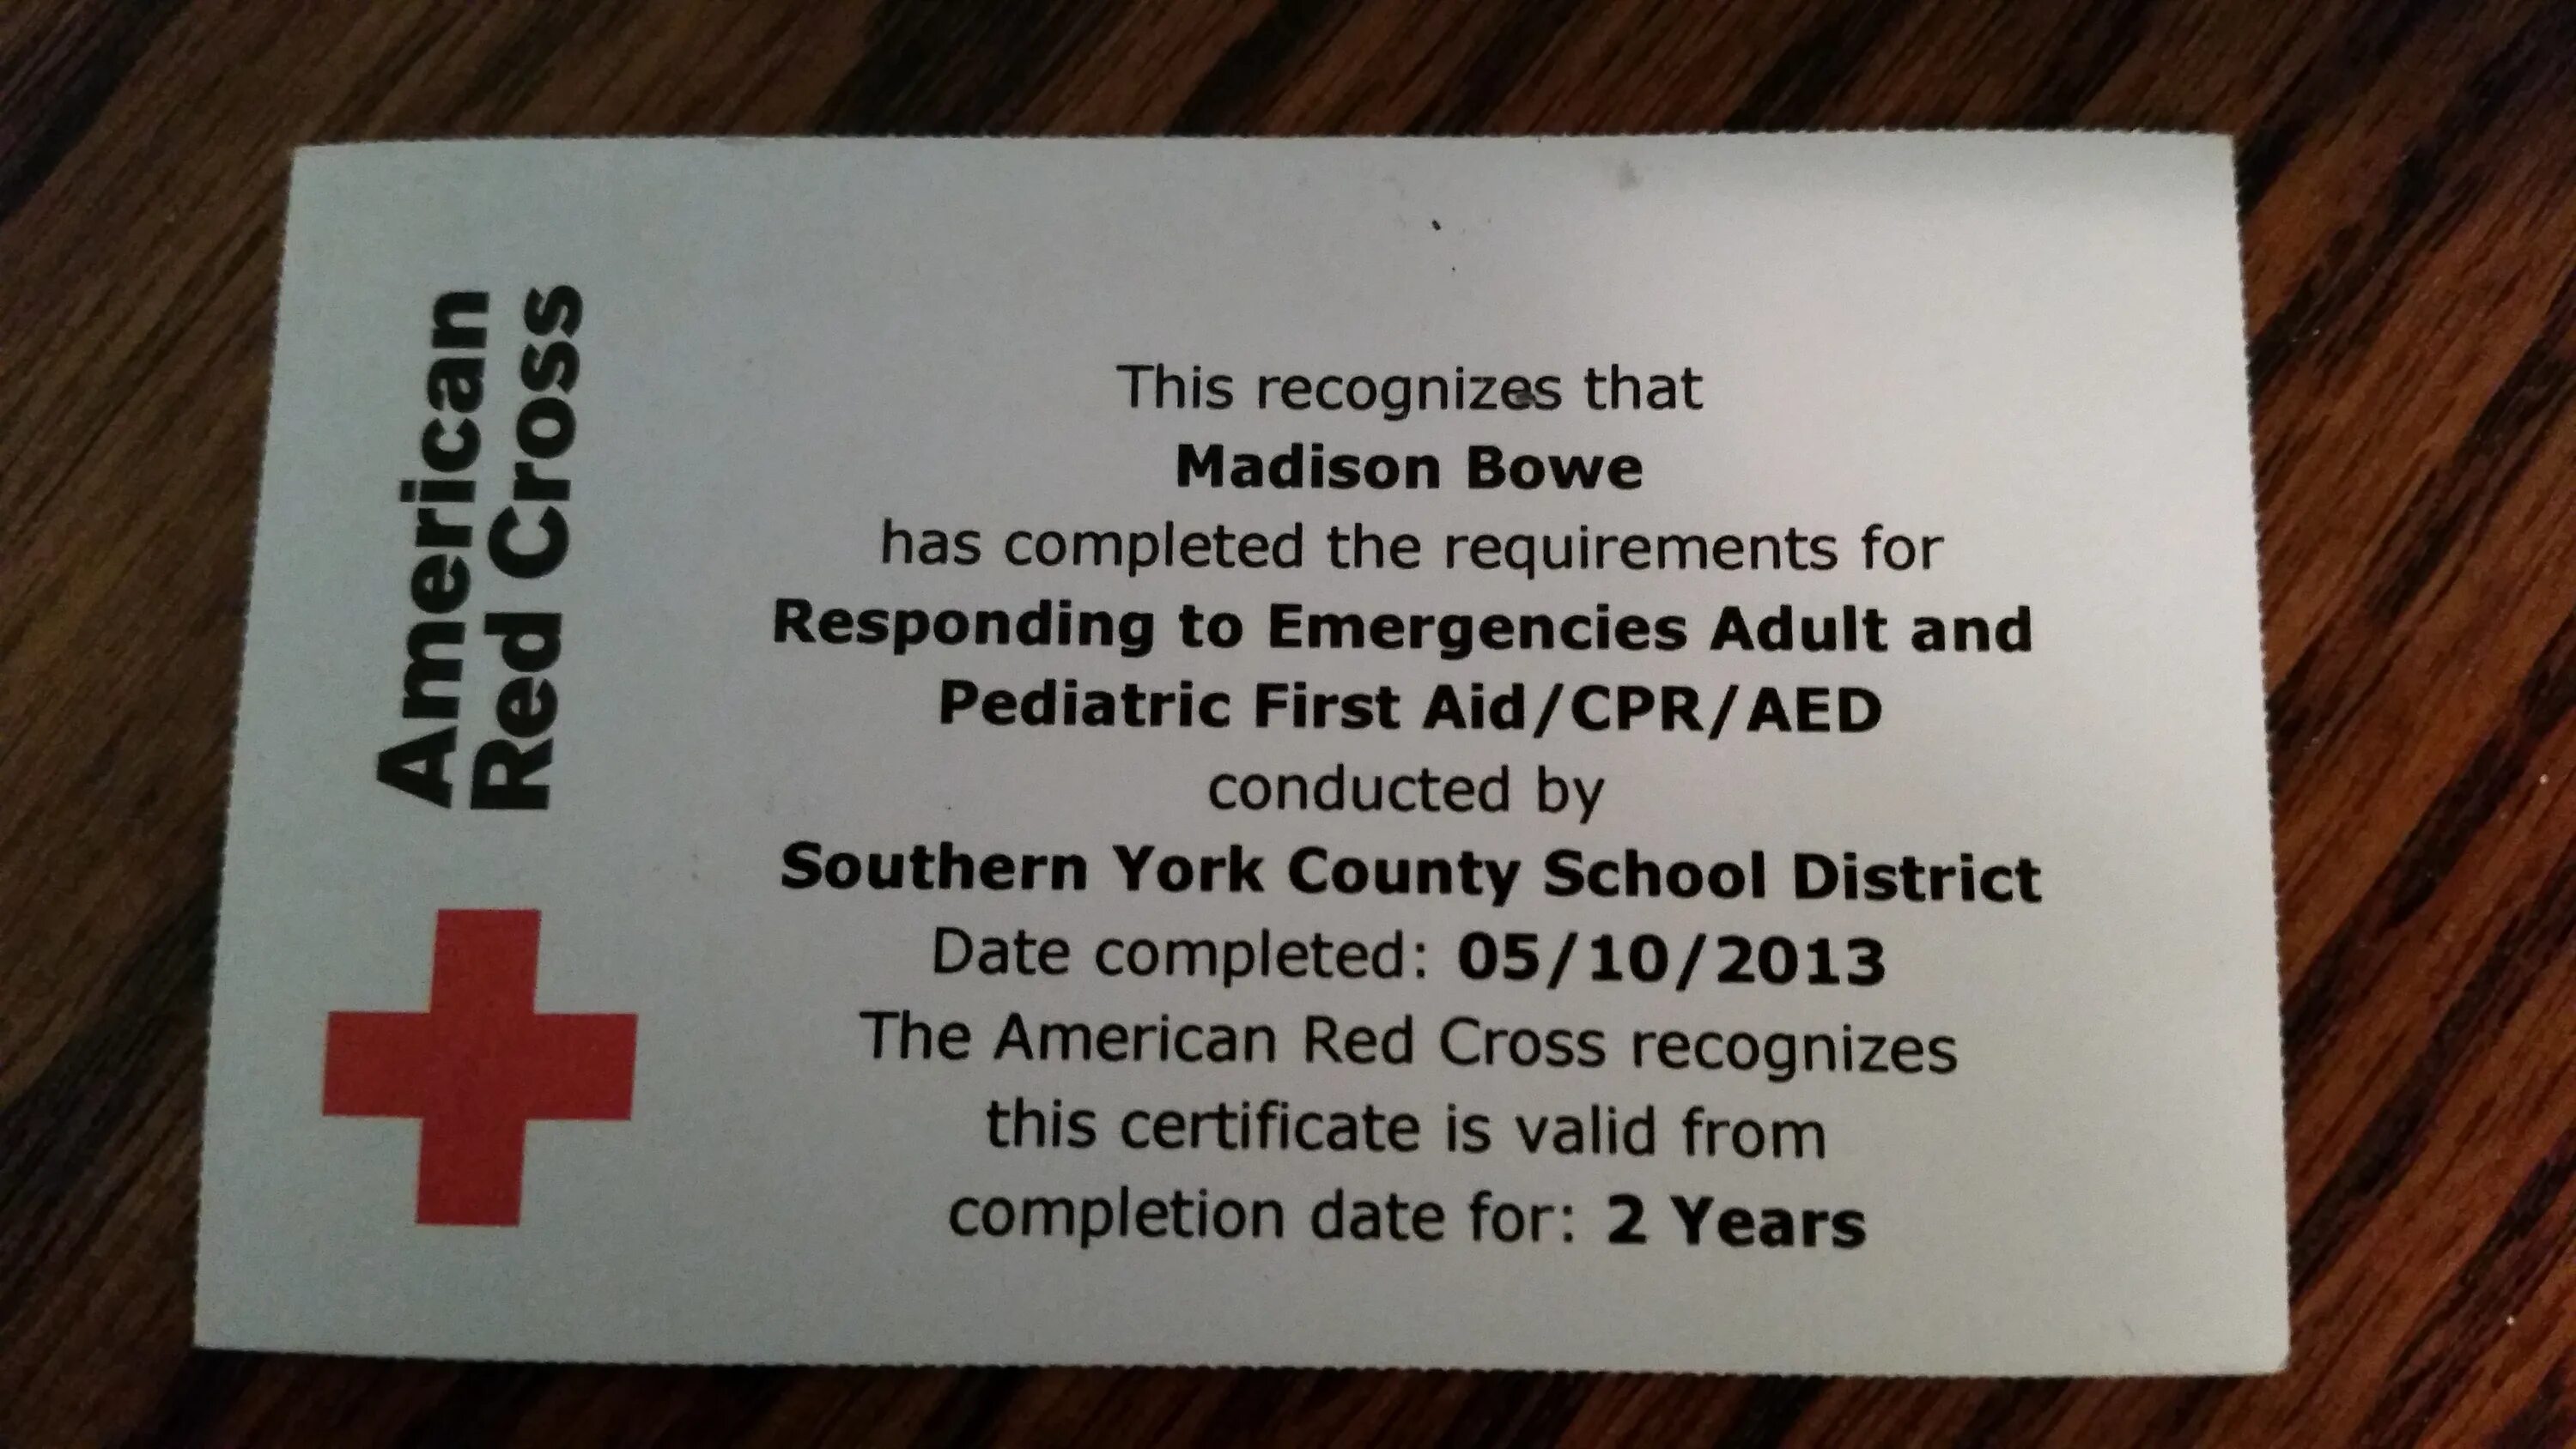 American
Red Cross
This recognizes that
Madison Bowe
has completed the requirements for
Responding to Emergencies Adult and
Pediatric First Aid/CPR/AED
conducted by
Southern York County School District
Date completed: 05/10/2013
The American Red Cross recognizes
this certificate is valid from
completion date for: 2 Years